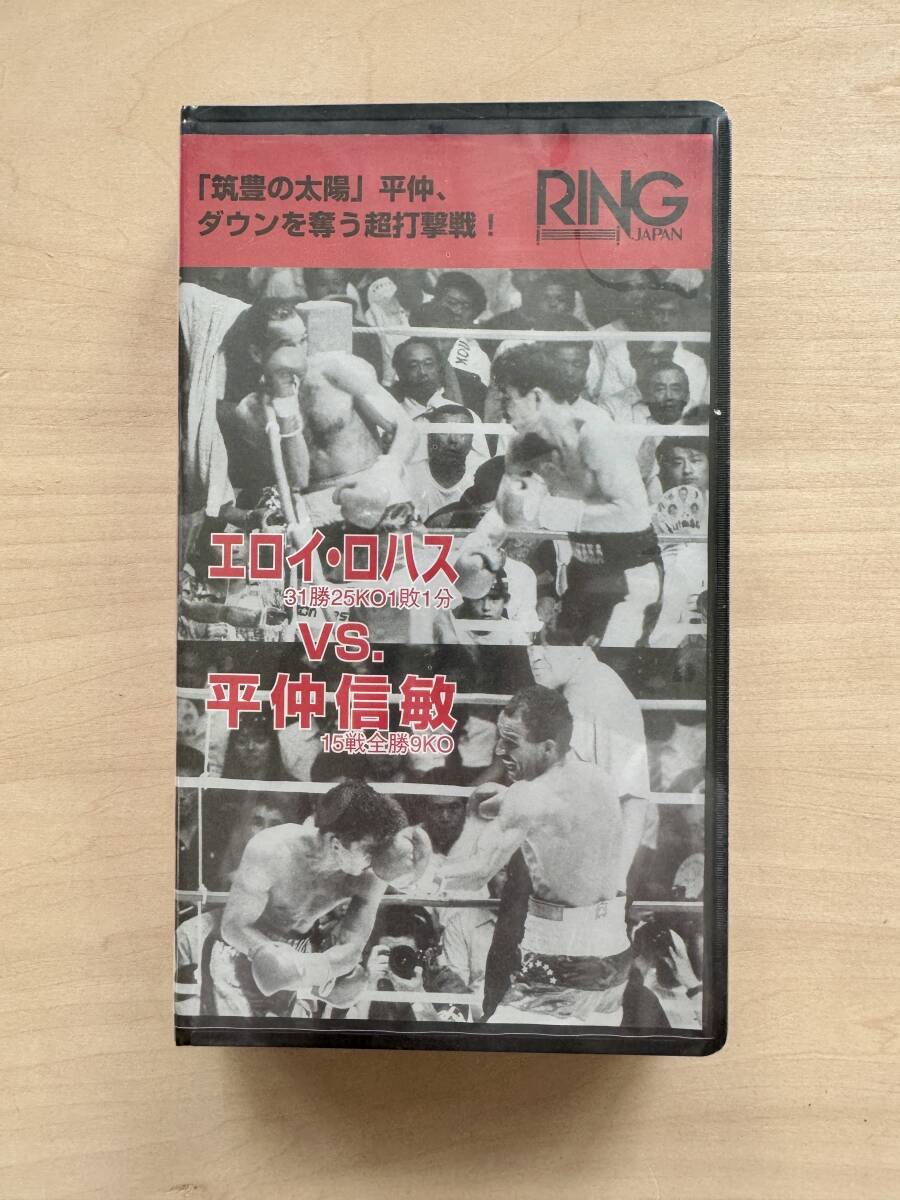 「筑豊の太陽」平仲、
ダウンを奪う超打撃戦!
RING
JAPAN
エロイ・ロハス
31勝25KO1敗1分
VS.
平仲信敏
15戦全勝9KO